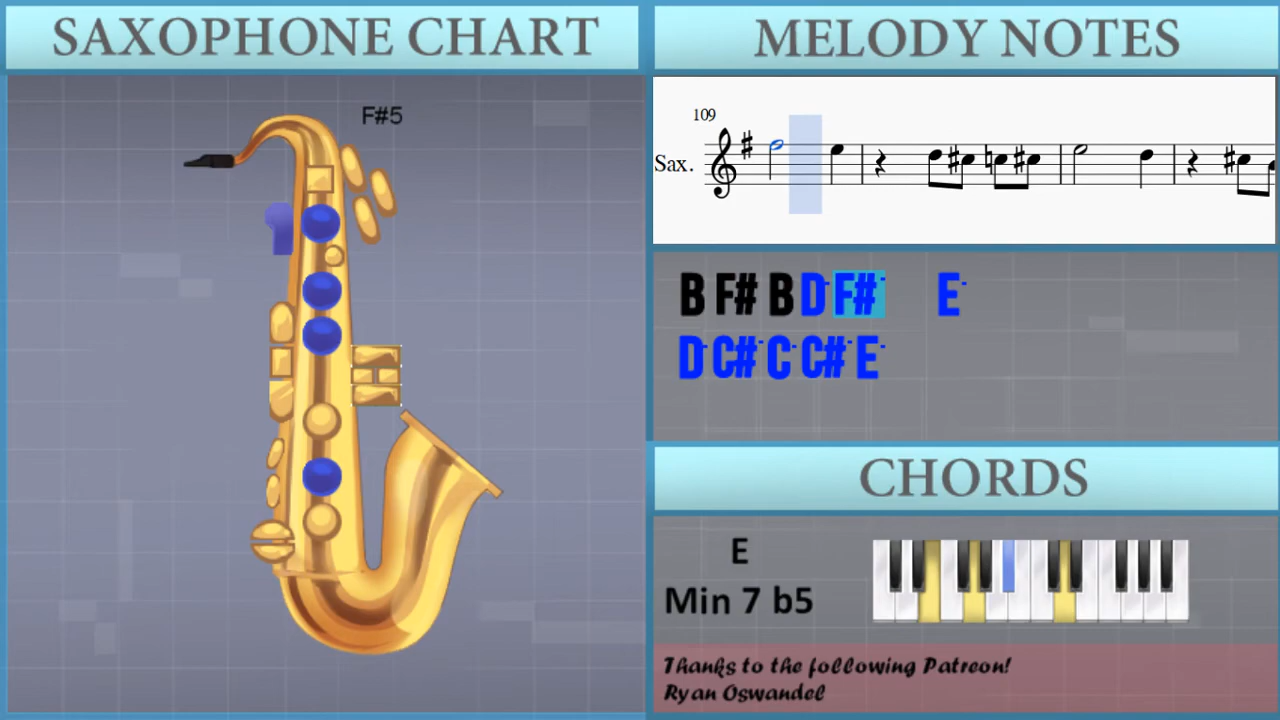 SAXOPHONE CHART
F#5
MELODY NOTES
109
Sax.
B F# B D F# E
D C# C C# E
CHORDS
E
Min 7 b5
Thanks to the following Patreon!
Ryan Oswandel